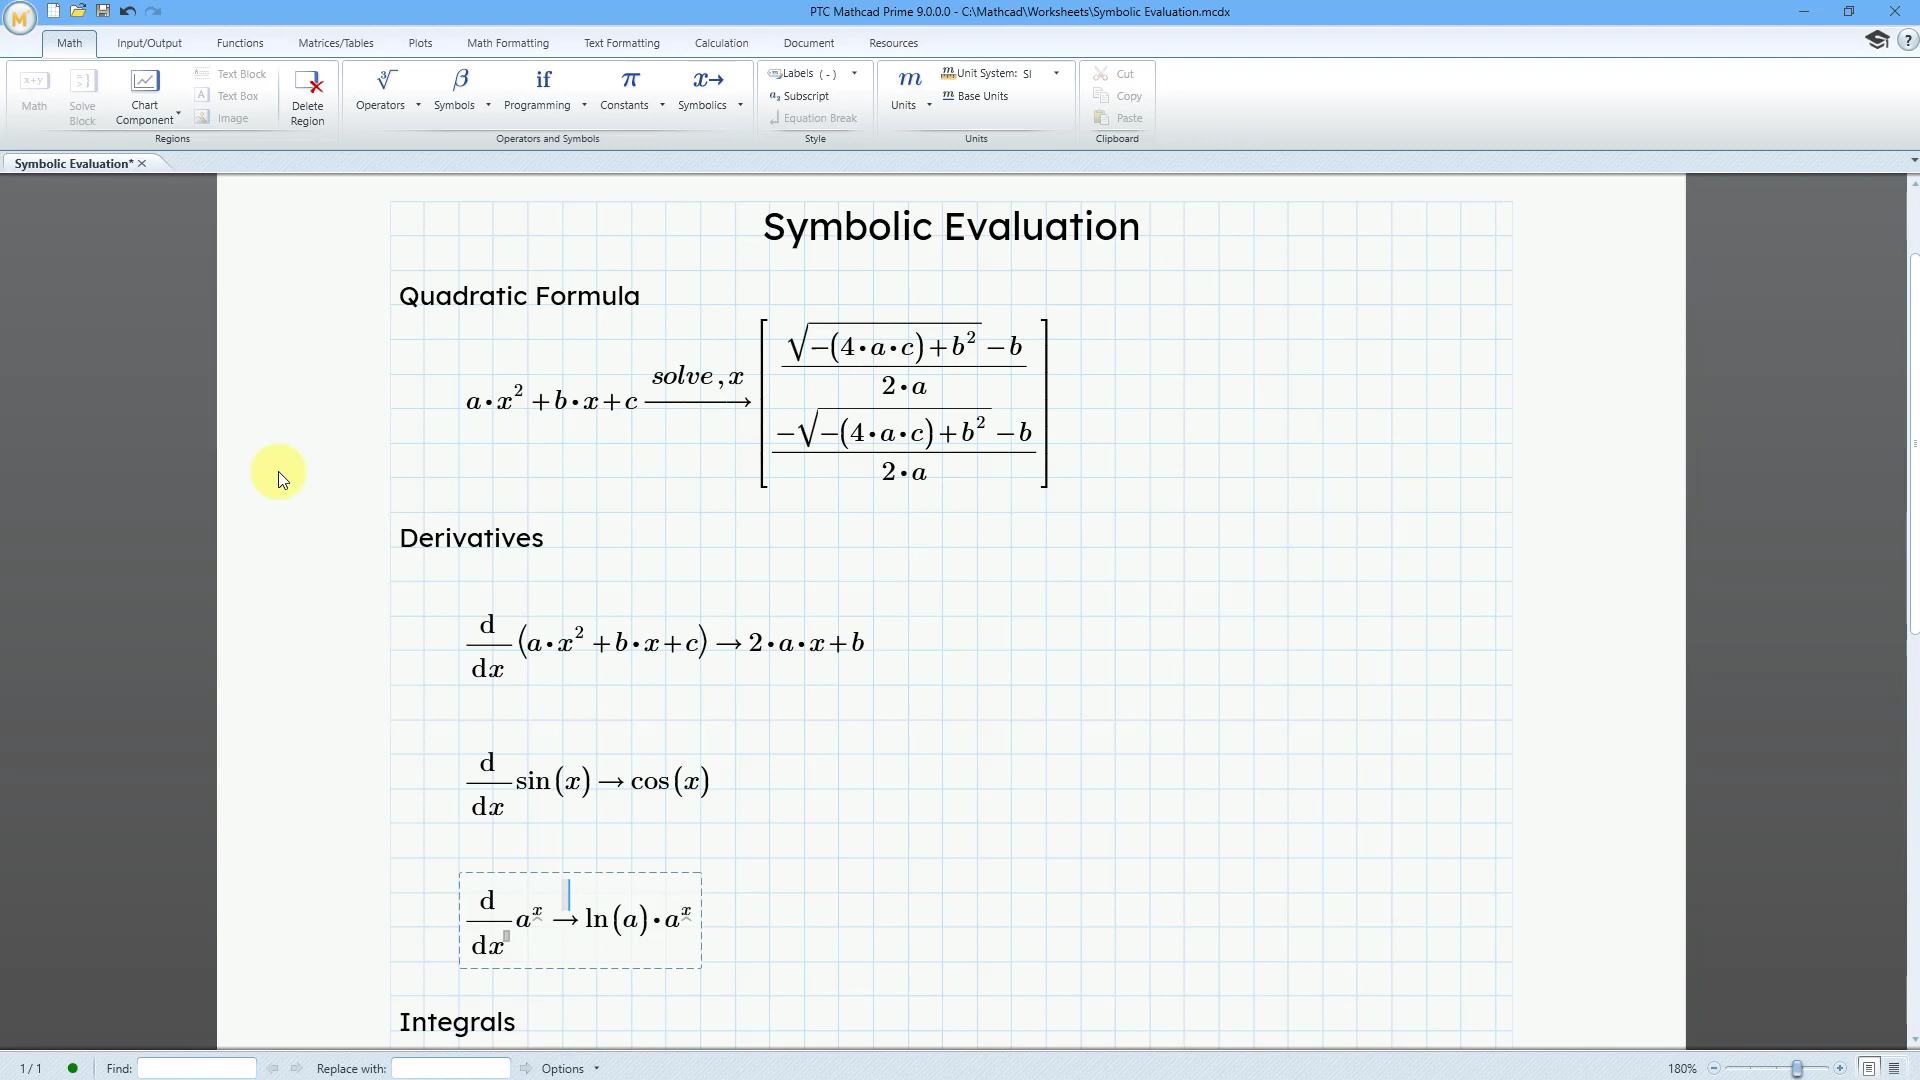 PTC Mathcad Prime 9.0.0.0 - C:\Mathcad\Worksheets\Symbolic Evaluation.mcdx
Math Input/Output Functions Matrices/Tables Plots Math Formatting Text Formatting Calculation Document Resources
Math
Solve Block
Chart Component
Text Block
Text Box
Image
Delete Region
Regions
Operators
Symbols
if
Programming
π
Constants
x→
Symbolics
β
Operators and Symbols
Labels ( - )
Subscript
Equation Break
Style
m
Units
Unit System: SI
Base Units
Units
Cut
Copy
Paste
Clipboard
Symbolic Evaluation*
Symbolic Evaluation
Quadratic Formula
a·x² + b·x + c solve, x → [ (√(-(4·a·c)+b²) - b) / (2·a)
(-√(-(4·a·c)+b²) - b) / (2·a) ]
Derivatives
d/dx (a·x² + b·x + c) → 2·a·x + b
d/dx sin(x) → cos(x)
d/dx aˣ → ln(a)·aˣ
Integrals
1 / 1 Find: Replace with: Options 180%